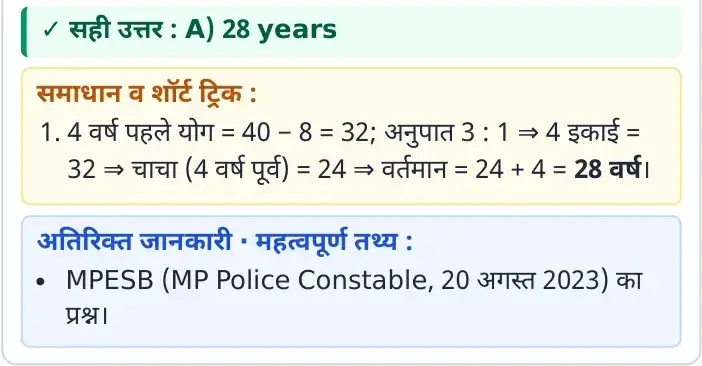 ✓ सही उत्तर : A) 28 years
समाधान व शॉर्ट ट्रिक :
1. 4 वर्ष पहले योग = 40 − 8 = 32; अनुपात 3 : 1 ⇒ 4 इकाई =
32 ⇒ चाचा (4 वर्ष पूर्व) = 24 ⇒ वर्तमान = 24 + 4 = 28 वर्ष।
अतिरिक्त जानकारी · महत्वपूर्ण तथ्य :
• MPESB (MP Police Constable, 20 अगस्त 2023) का
प्रश्न।